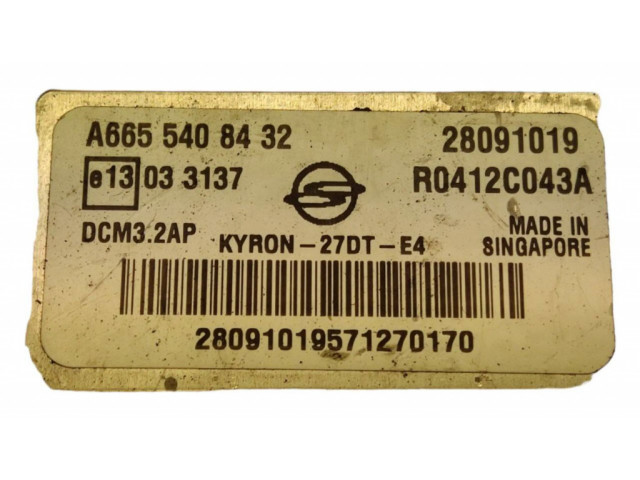 A665 540 84 32 28091019
e13 03 3137 R0412C043A
DCM3.2AP KYRON-27DT-E4 MADE IN SINGAPORE
28091019571270170